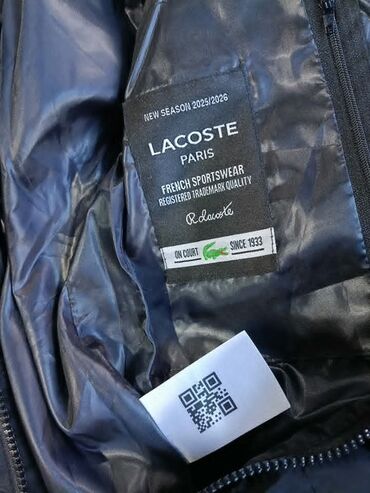 NEW SEASON 2025/2026
LACOSTE
PARIS
FRENCH SPORTSWEAR
REGISTERED TRADEMARK QUALITY
R Lacoste
ON COURT SINCE 1933